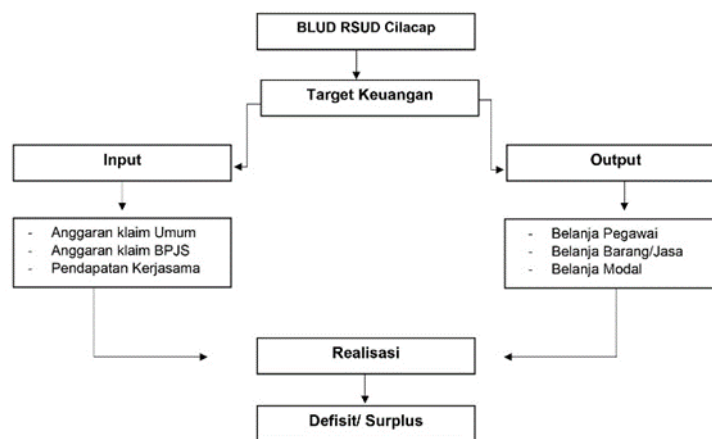 BLUD RSUD Cilacap
Target Keuangan
Input
Output
- Anggaran klaim Umum
- Anggaran klaim BPJS
- Pendapatan Kerjasama
- Belanja Pegawai
- Belanja Barang/Jasa
- Belanja Modal
Realisasi
Defisit/ Surplus